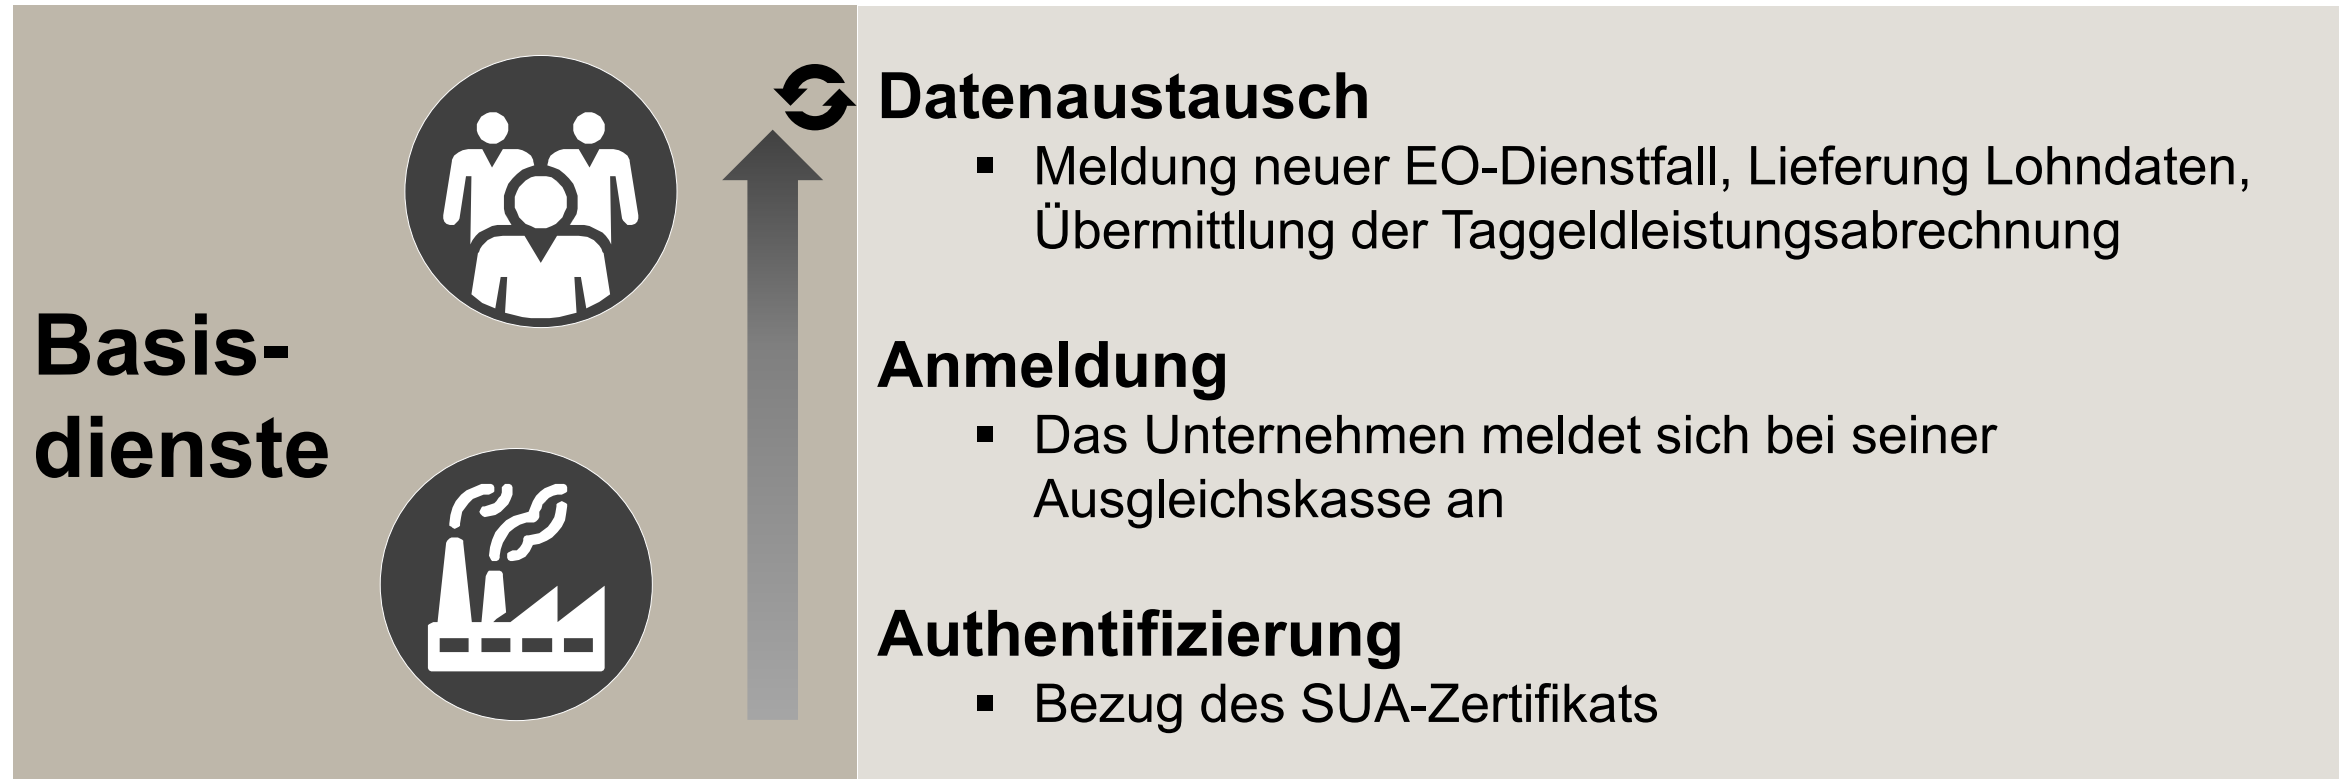 Basis-
dienste
Datenaustausch
▪ Meldung neuer EO-Dienstfall, Lieferung Lohndaten,
Übermittlung der Taggeldleistungsabrechnung
Anmeldung
▪ Das Unternehmen meldet sich bei seiner
Ausgleichskasse an
Authentifizierung
▪ Bezug des SUA-Zertifikats